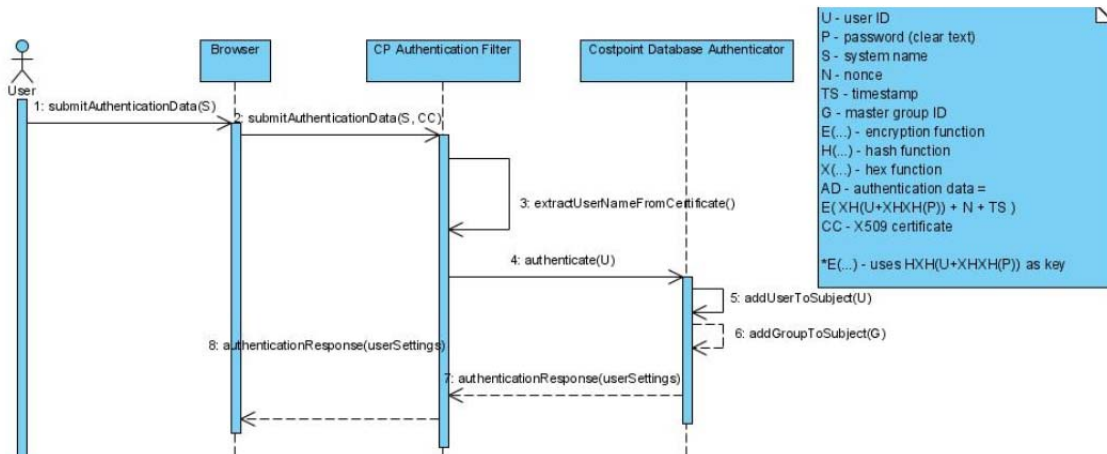 Browser
CP Authentication Filter
Costpoint Database Authenticator
User
1: submitAuthenticationData(S)
2: submitAuthenticationData(S, CC)
3: extractUserNameFromCertificate()
4: authenticate(U)
5: addUserToSubject(U)
6: addGroupToSubject(G)
8: authenticationResponse(userSettings)
7: authenticationResponse(userSettings)
U - user ID
P - password (clear text)
S - system name
N - nonce
TS - timestamp
G - master group ID
E(...) - encryption function
H(...) - hash function
X(...) - hex function
AD - authentication data =
E( XH(U+XHXH(P)) + N + TS )
CC - X509 certificate
*E(...) - uses HXH(U+XHXH(P)) as key